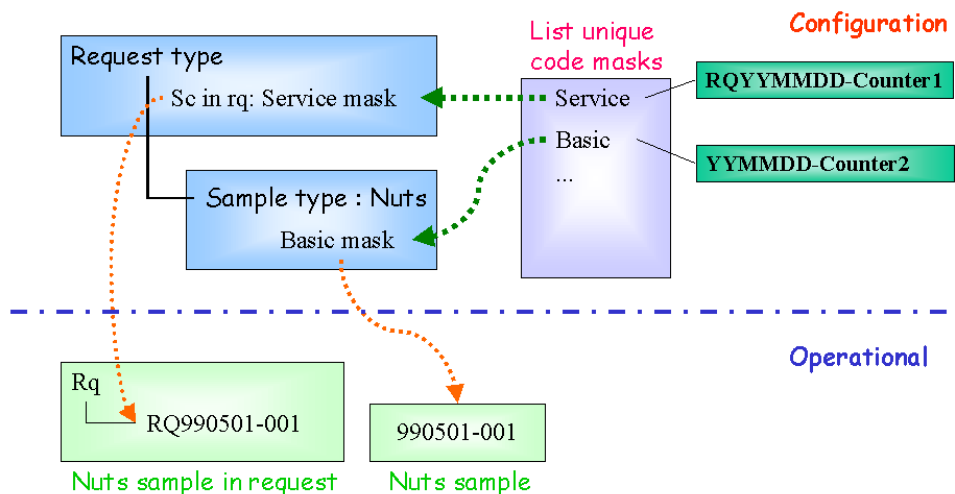 Configuration
List unique
code masks
Request type
Sc in rq: Service mask
Service
RQYYMMDD-Counter1
Basic
YYMMDD-Counter2
...
Sample type : Nuts
Basic mask
Operational
Rq
RQ990501-001
990501-001
Nuts sample in request
Nuts sample